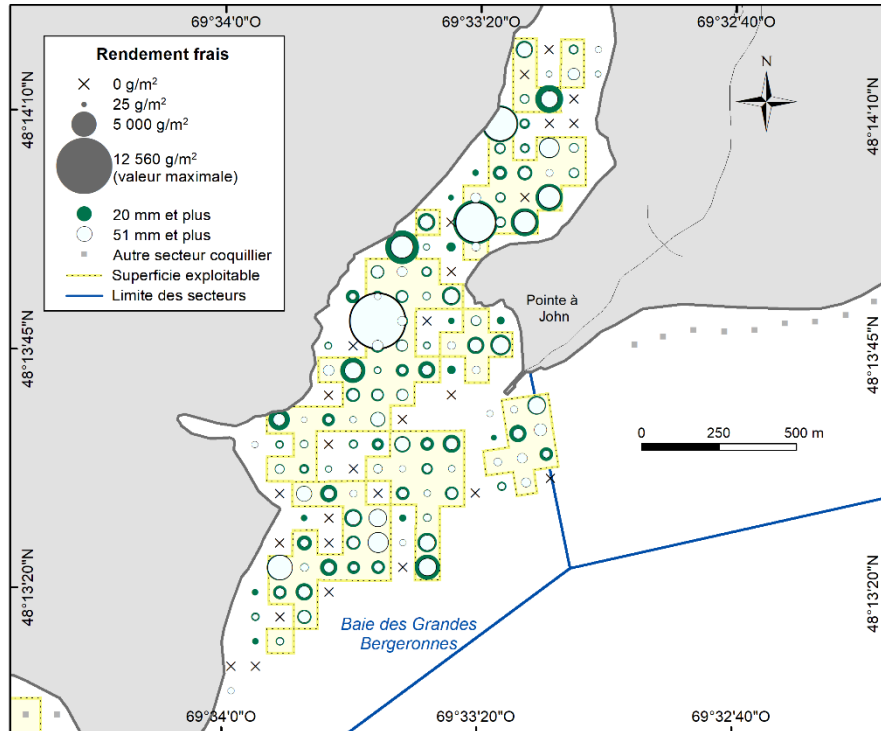 69°34'0"O
69°33'20"O
69°32'40"O
Rendement frais
0 g/m²
25 g/m²
5 000 g/m²
12 560 g/m²
(valeur maximale)
20 mm et plus
51 mm et plus
Autre secteur coquillier
Superficie exploitable
Limite des secteurs
N
48°14'10"N
48°14'10"N
Pointe à
John
48°13'45"N
48°13'45"N
0 250 500 m
48°13'20"N
48°13'20"N
Baie des Grandes
Bergeronnes
69°34'0"O
69°33'20"O
69°32'40"O